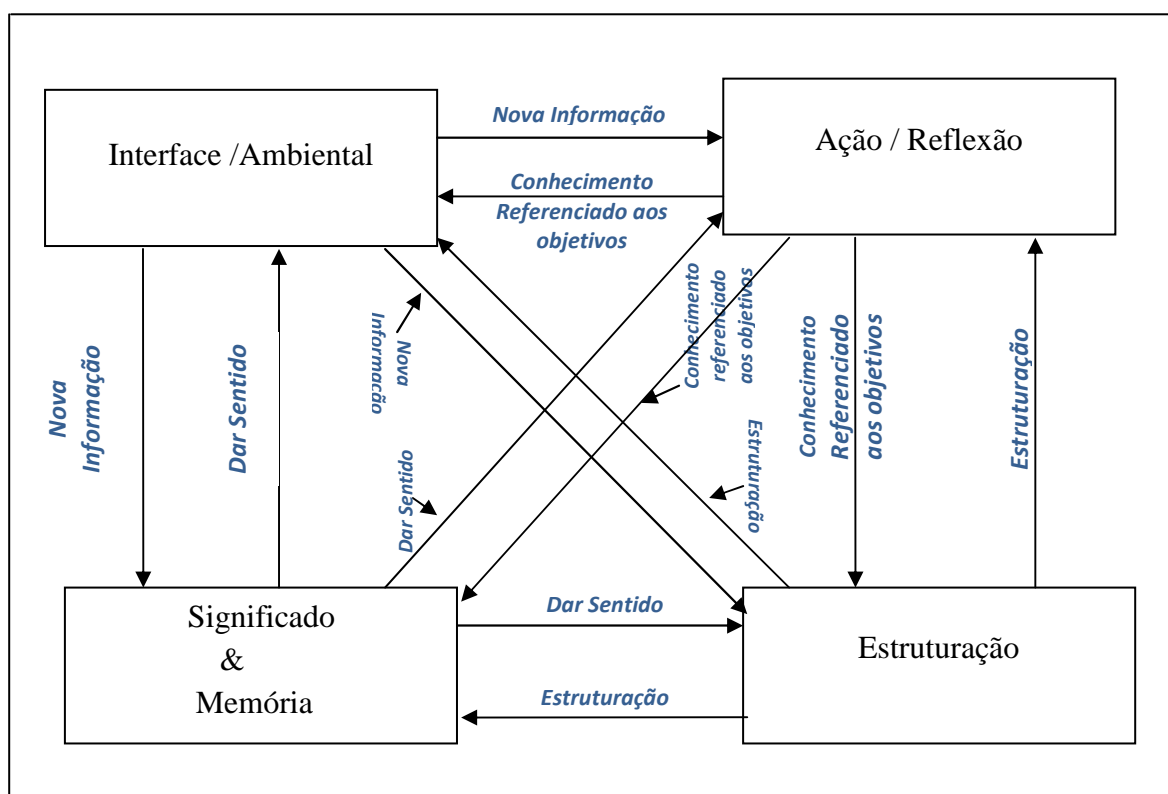 Interface /Ambiental
Nova Informação
Ação / Reflexão
Conhecimento
Referenciado aos
objetivos
Nova
Informação
Dar Sentido
Nova
Informação
Dar Sentido
Conhecimento
referenciado
aos objetivos
Estruturação
Conhecimento
Referenciado
aos objetivos
Estruturação
Significado
&
Memória
Dar Sentido
Estruturação
Estruturação